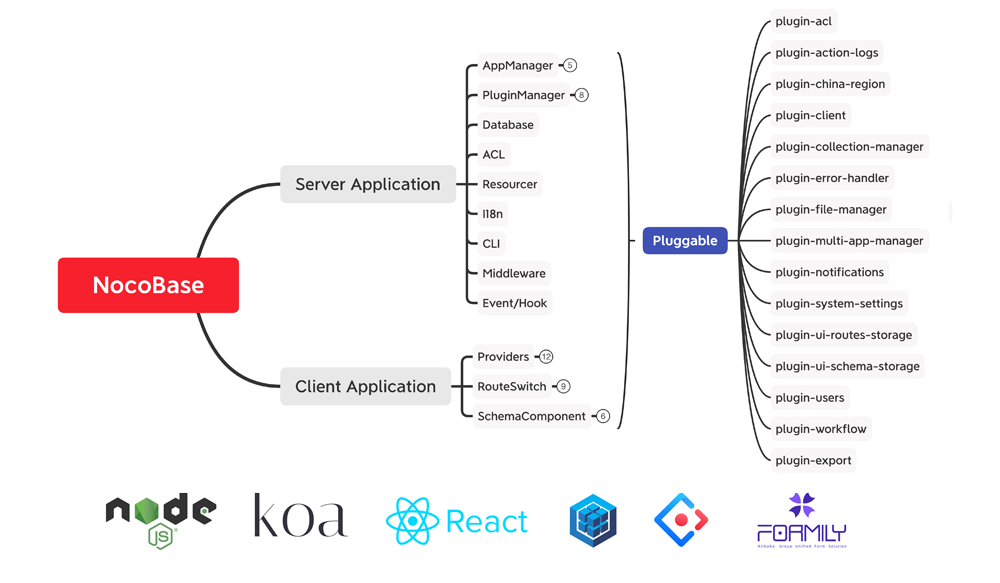 NocoBase
Server Application
AppManager 5
PluginManager 8
Database
ACL
Resourcer
I18n
CLI
Middleware
Event/Hook
Client Application
Providers 12
RouteSwitch 9
SchemaComponent 6
Pluggable
plugin-acl
plugin-action-logs
plugin-china-region
plugin-client
plugin-collection-manager
plugin-error-handler
plugin-file-manager
plugin-multi-app-manager
plugin-notifications
plugin-system-settings
plugin-ui-routes-storage
plugin-ui-schema-storage
plugin-users
plugin-workflow
plugin-export
node
JS
koa
React
FOAMILY
Alibaba Group Unified Form Solution